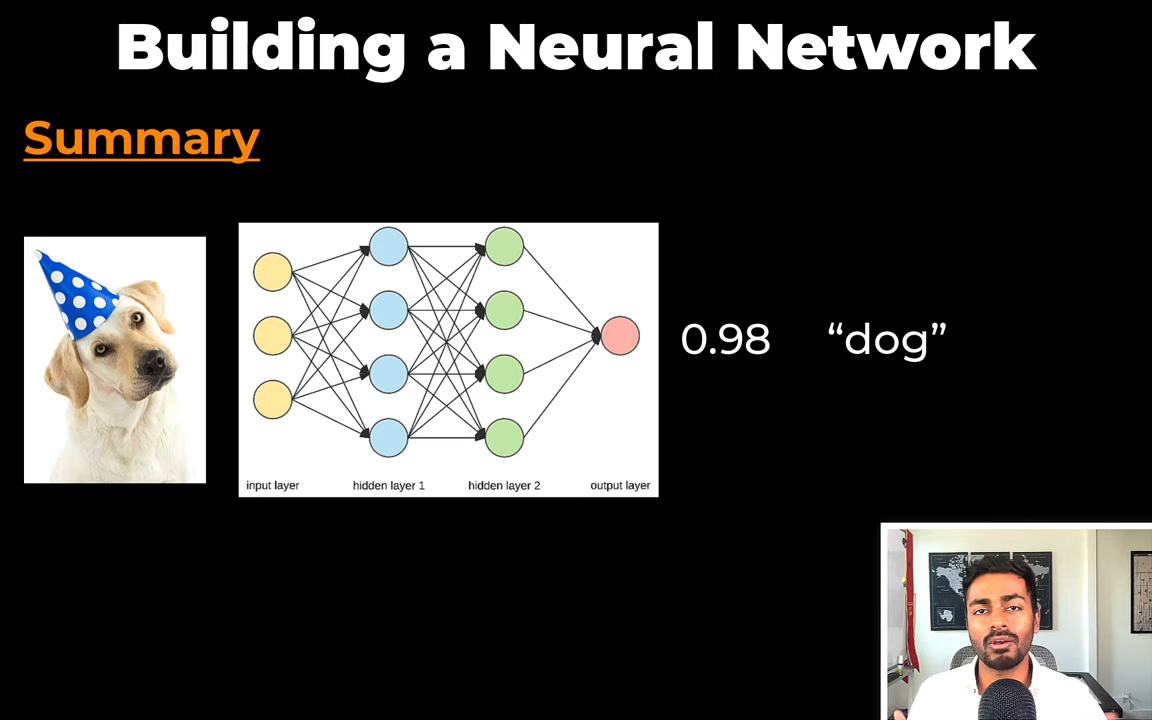 Building a Neural Network
Summary
0.98 “dog”
input layer hidden layer 1 hidden layer 2 output layer